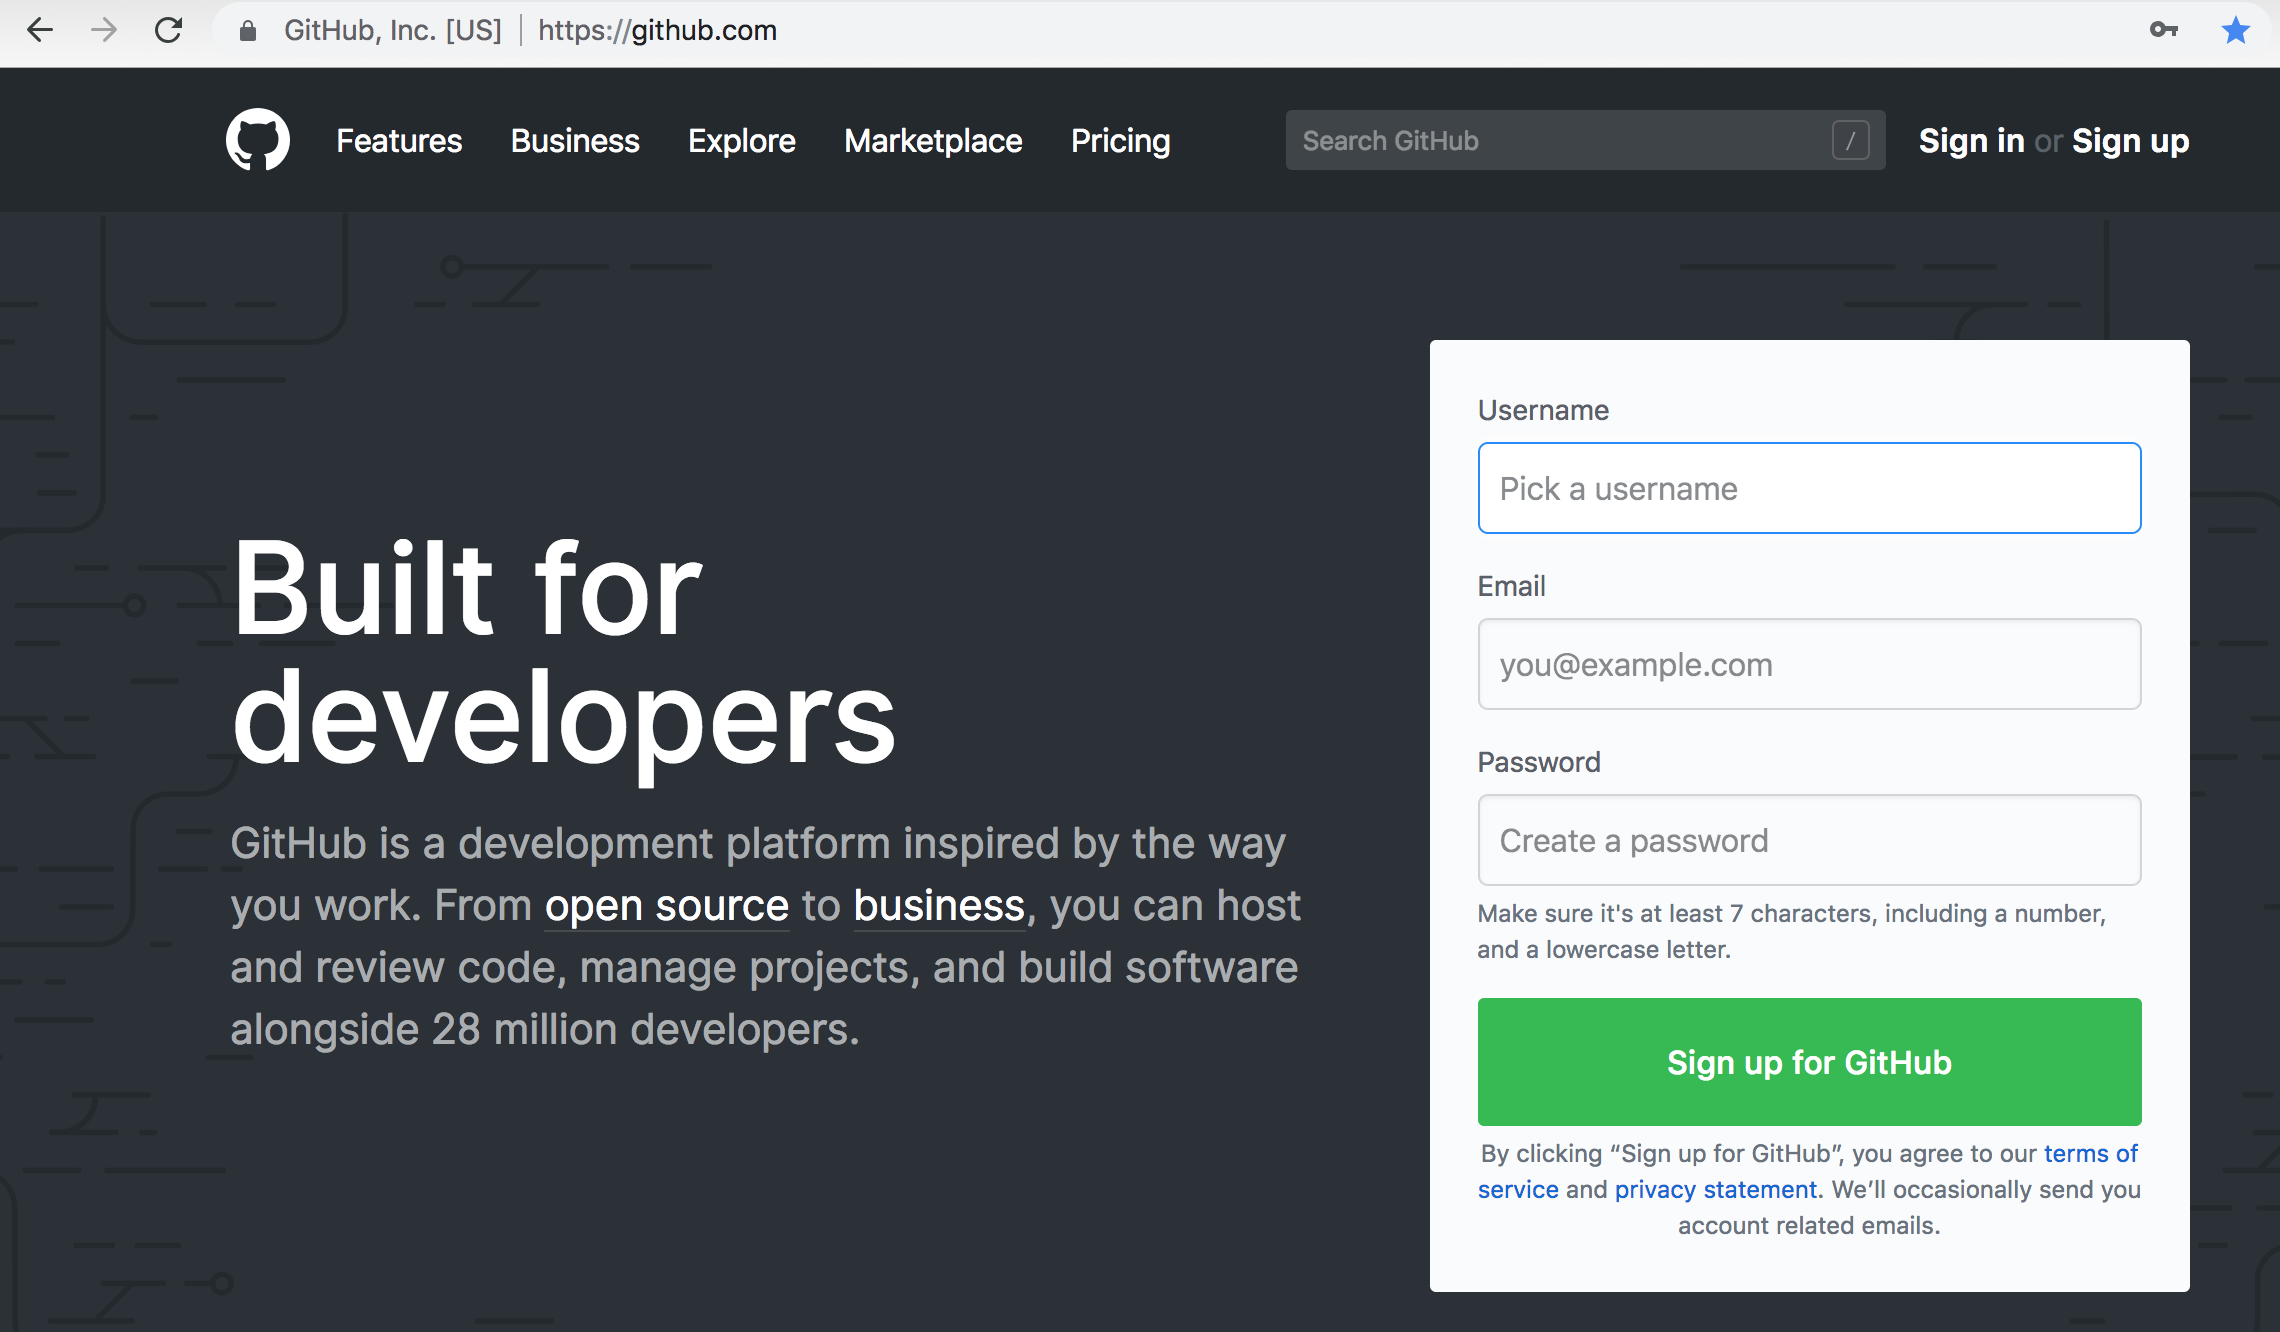 GitHub, Inc. [US] | https://github.com
Features Business Explore Marketplace Pricing Search GitHub / Sign in or Sign up
Built for
developers
GitHub is a development platform inspired by the way
you work. From open source to business, you can host
and review code, manage projects, and build software
alongside 28 million developers.
Username
Pick a username
Email
you@example.com
Password
Create a password
Make sure it's at least 7 characters, including a number,
and a lowercase letter.
Sign up for GitHub
By clicking “Sign up for GitHub”, you agree to our terms of
service and privacy statement. We’ll occasionally send you
account related emails.